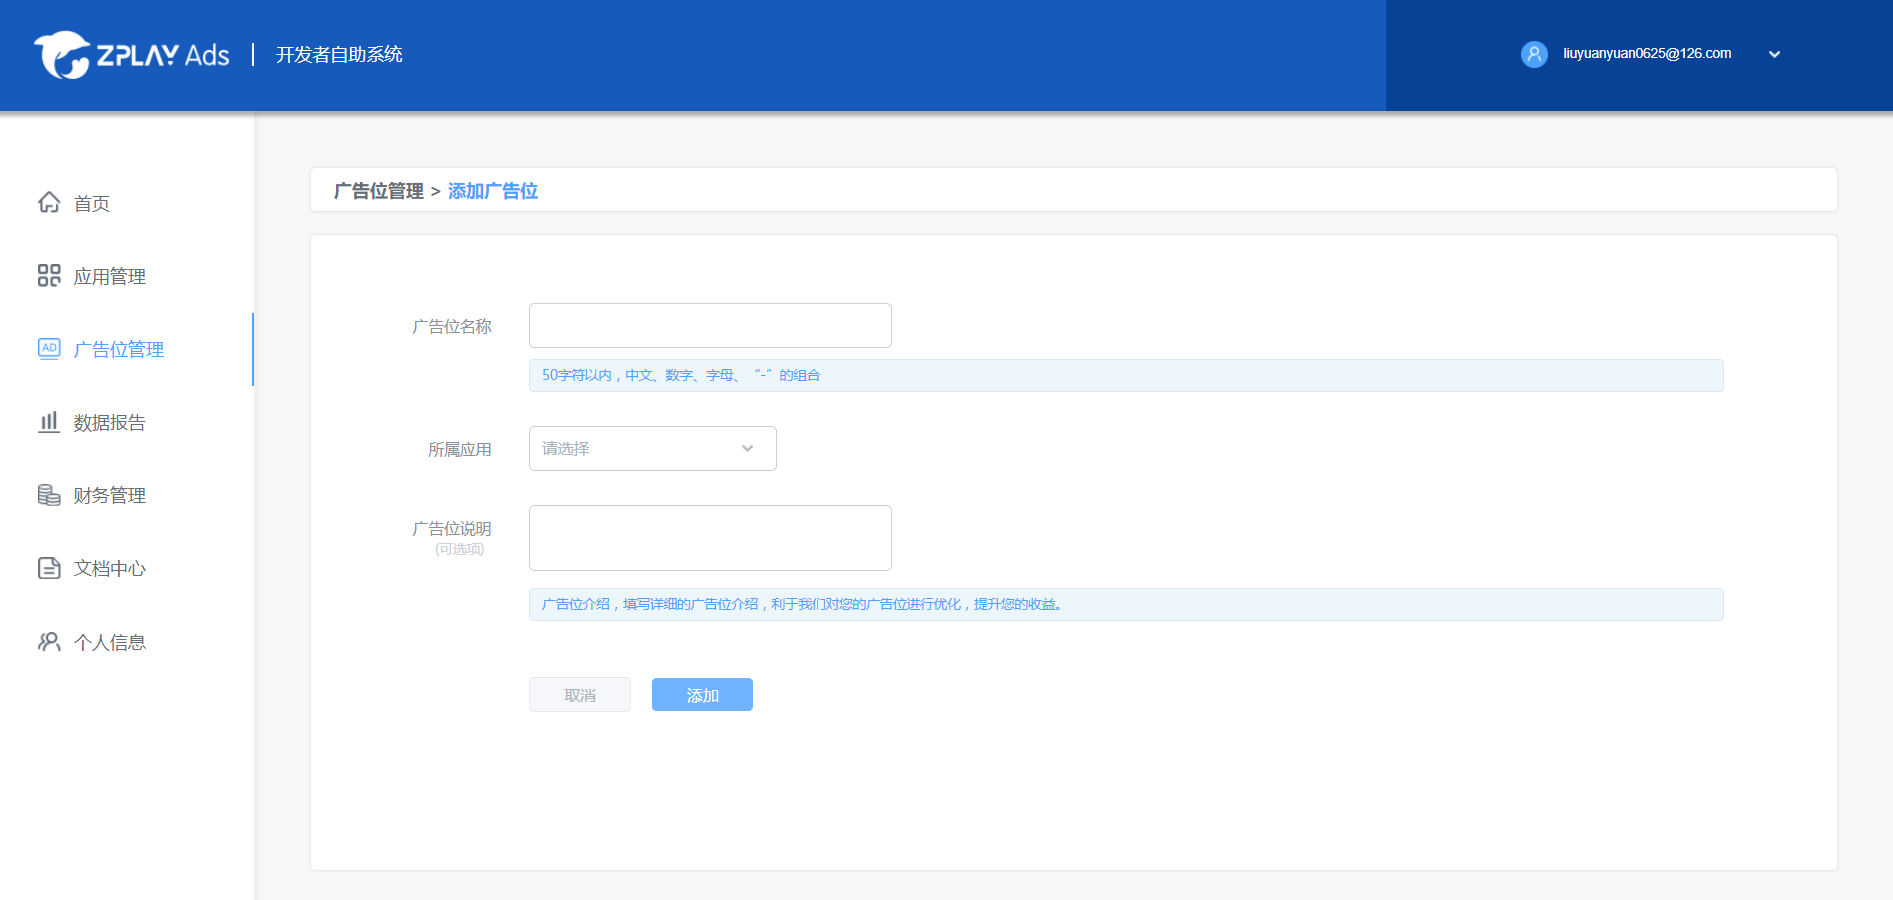 ZPLAY Ads | 开发者自助系统
liuyuanyuan0625@126.com
首页
应用管理
AD 广告位管理
数据报告
财务管理
文档中心
个人信息
广告位管理 > 添加广告位
广告位名称
50字符以内，中文、数字、字母、“-”的组合
所属应用
请选择
广告位说明
(可选项)
广告位介绍，填写详细的广告位介绍，利于我们对您的广告位进行优化，提升您的收益。
取消
添加